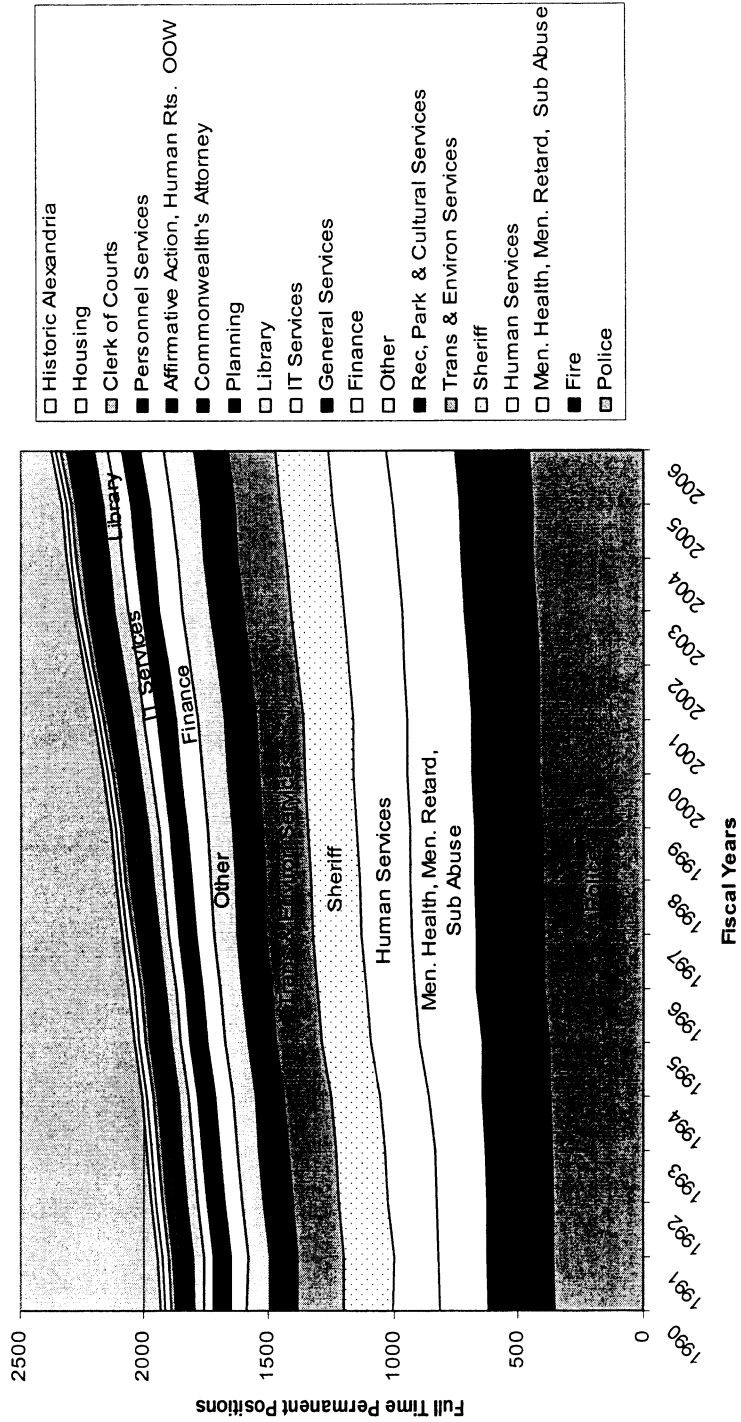 Historic Alexandria
Housing
Clerk of Courts
Personnel Services
Affirmative Action, Human Rts. OOW
Commonwealth's Attorney
Planning
Library
IT Services
General Services
Finance
Other
Rec, Park & Cultural Services
Trans & Environ Services
Sheriff
Human Services
Men. Health, Men. Retard, Sub Abuse
Fire
Police
Full Time Permanent Positions
2500
2000
1500
1000
500
0
Library
IT Services
Finance
Other
Trans & Environ Services
Sheriff
Human Services
Men. Health, Men. Retard,
Sub Abuse
Police
1990
1991
1992
1993
1994
1995
1996
1997
1998
1999
2000
2001
2002
2003
2004
2005
2006
Fiscal Years